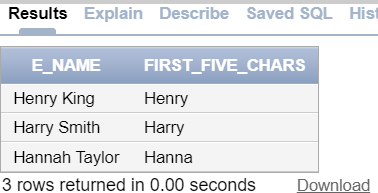 Results Explain Describe Saved SQL Hist
E_NAME FIRST_FIVE_CHARS
Henry King Henry
Harry Smith Harry
Hannah Taylor Hanna
3 rows returned in 0.00 seconds Download